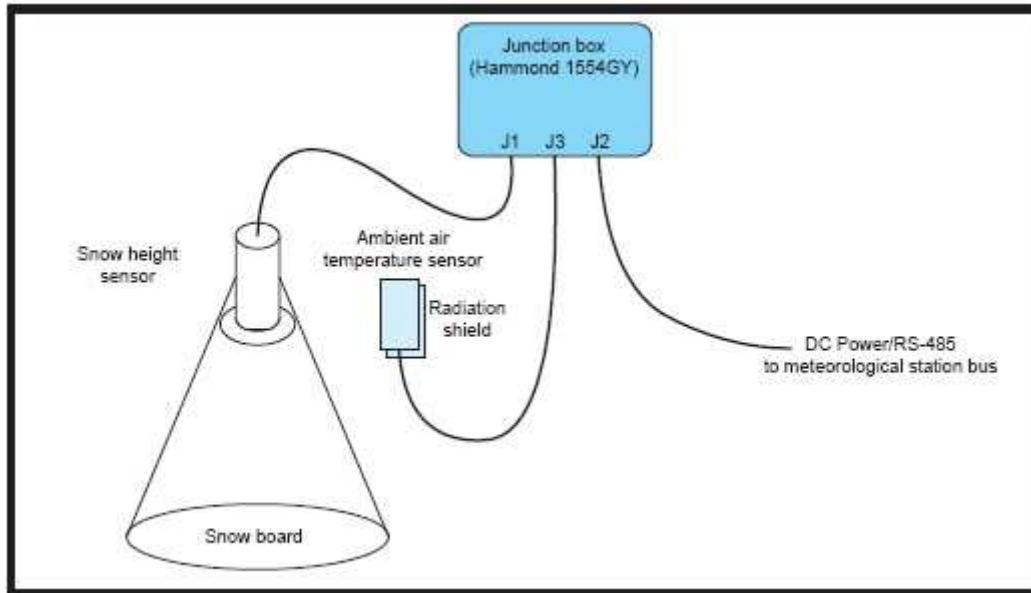 Junction box
(Hammond 1554GY)
J1 J3 J2
Snow height
sensor
Ambient air
temperature sensor
Radiation
shield
DC Power/RS-485
to meteorological station bus
Snow board